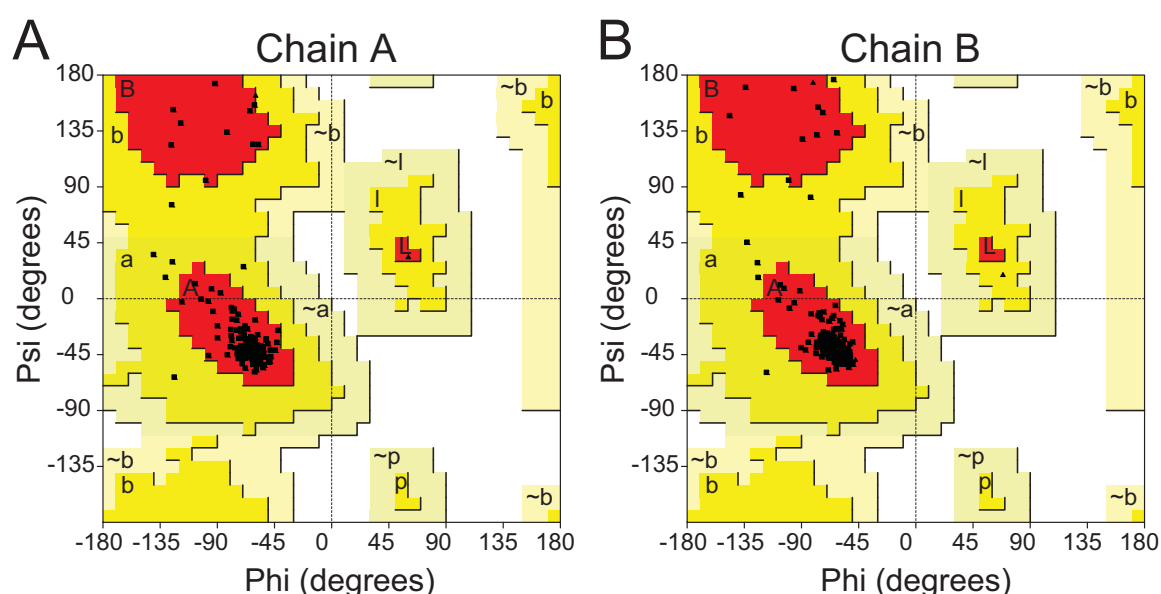 A
Chain A
180
135
90
45
0
-45
-90
-135
-180
-135
-90
-45
0
45
90
135
180
Psi (degrees)
Phi (degrees)
B
b
~b
~b
b
~l
l
L
a
A
~a
~b
b
~p
p
~b
B
Chain B
180
135
90
45
0
-45
-90
-135
-180
-135
-90
-45
0
45
90
135
180
Psi (degrees)
Phi (degrees)
B
b
~b
~b
b
~l
l
L
a
A
~a
~b
b
~p
p
~b